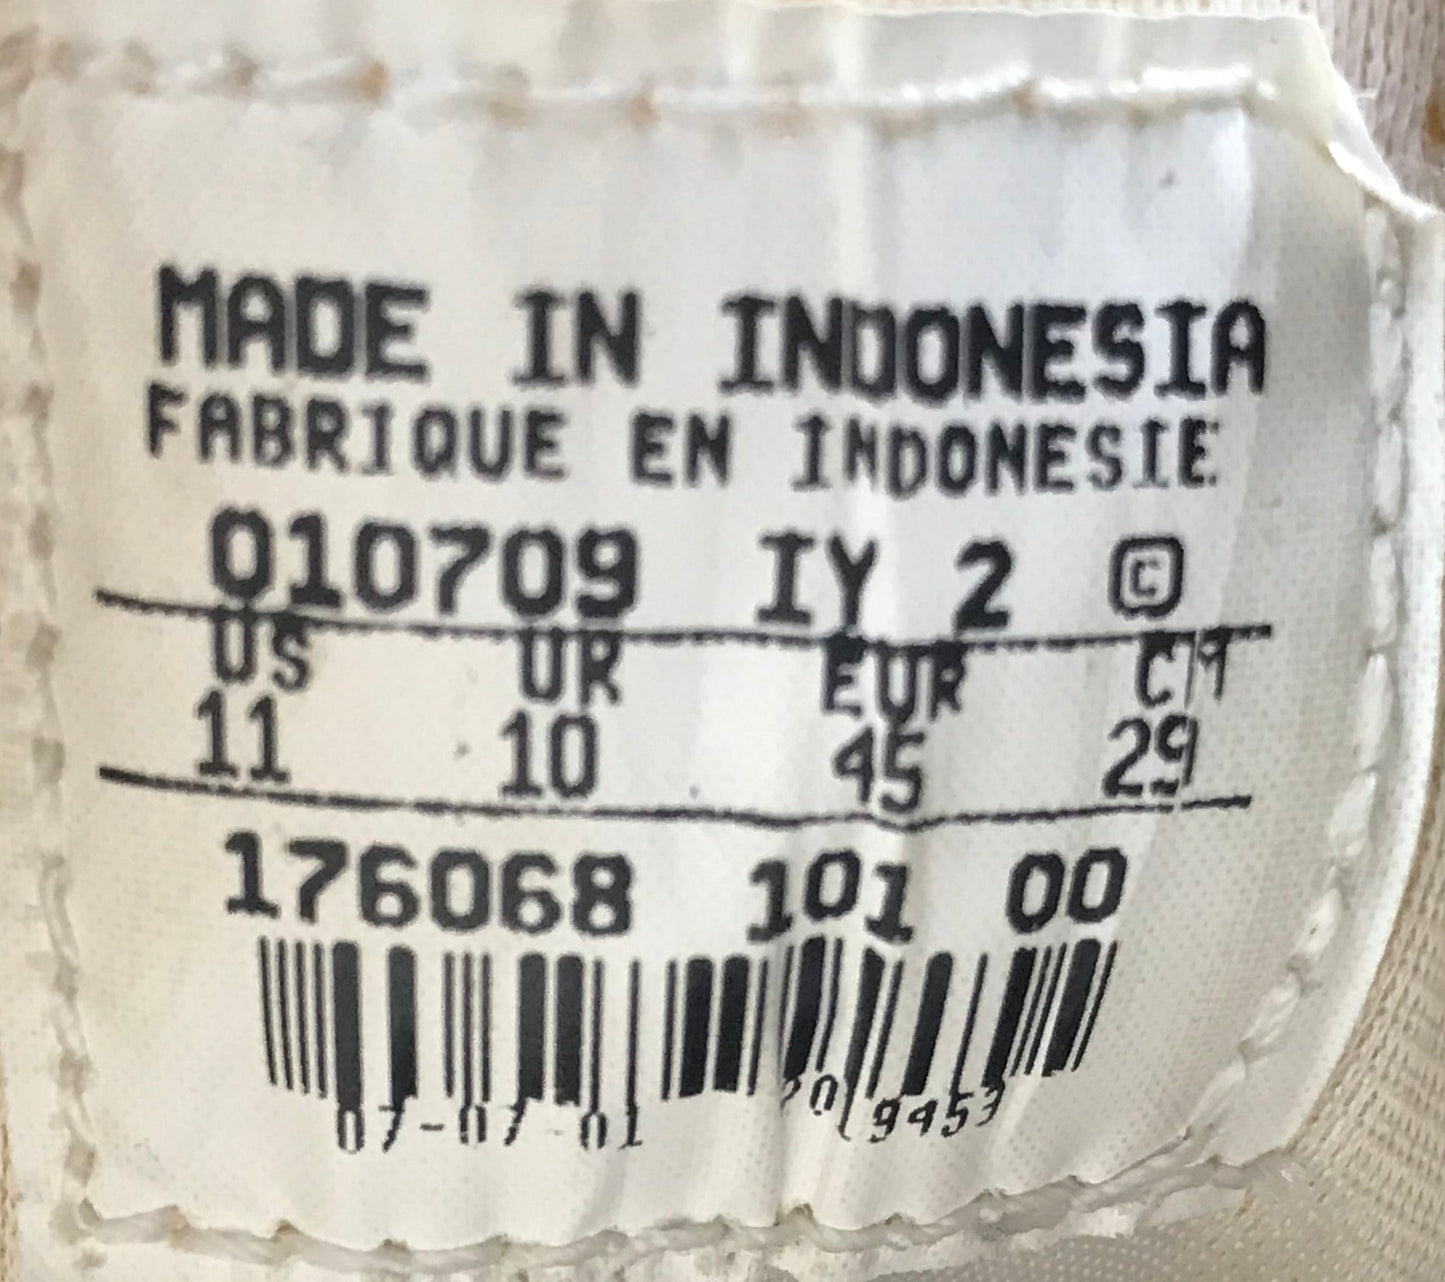 MADE IN INDONESIA
FABRIQUE EN INDONESIE
010709 IY 2 C
US UR EUR CM
11 10 45 29
176068 101 00
07-07 01